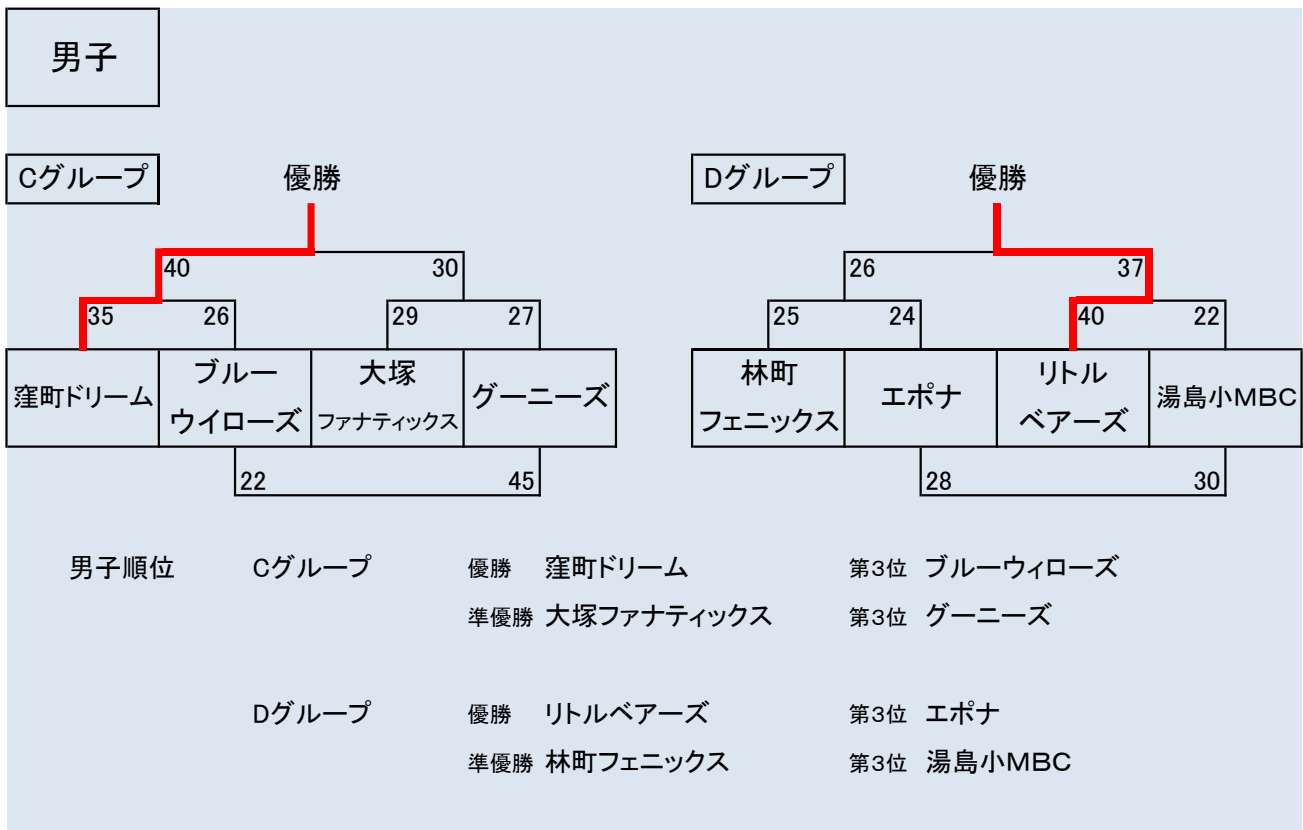 男子
Cグループ 優勝 Dグループ 優勝
40 30 26 37
35 26 29 27 25 24 40 22
窪町ドリーム
ブルー
ウイローズ
大塚
ファナティックス
グーニーズ
林町
フェニックス
エポナ
リトル
ベアーズ
湯島小MBC
22 45 28 30
男子順位 Cグループ 優勝 窪町ドリーム 第3位 ブルーウィローズ
準優勝 大塚ファナティックス 第3位 グーニーズ
Dグループ 優勝 リトルベアーズ 第3位 エポナ
準優勝 林町フェニックス 第3位 湯島小MBC